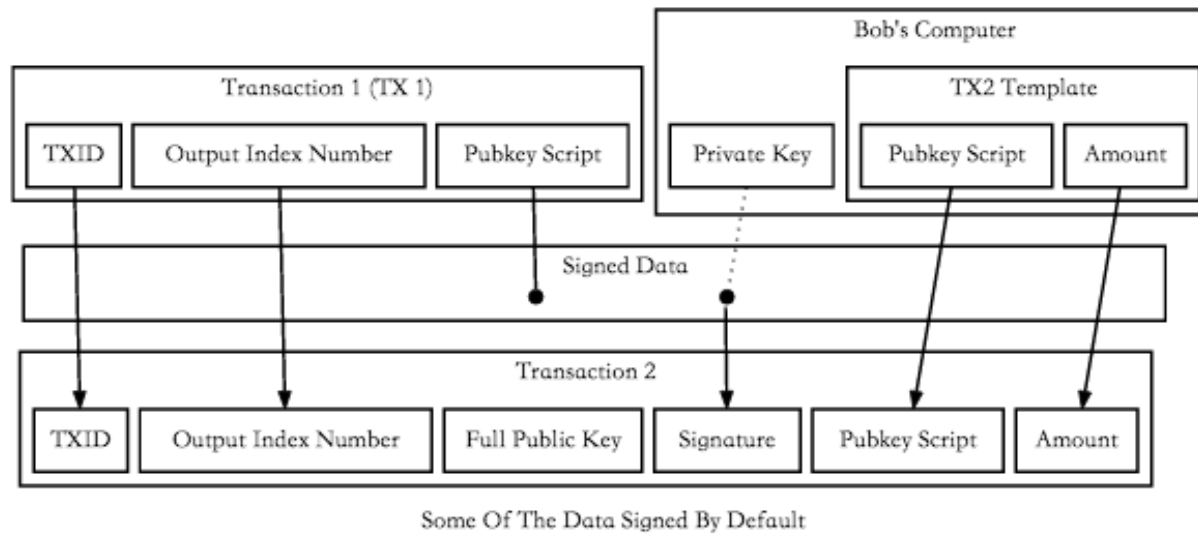 Bob's Computer
Transaction 1 (TX 1)
TX2 Template
TXID
Output Index Number
Pubkey Script
Private Key
Pubkey Script
Amount
Signed Data
Transaction 2
TXID
Output Index Number
Full Public Key
Signature
Pubkey Script
Amount
Some Of The Data Signed By Default